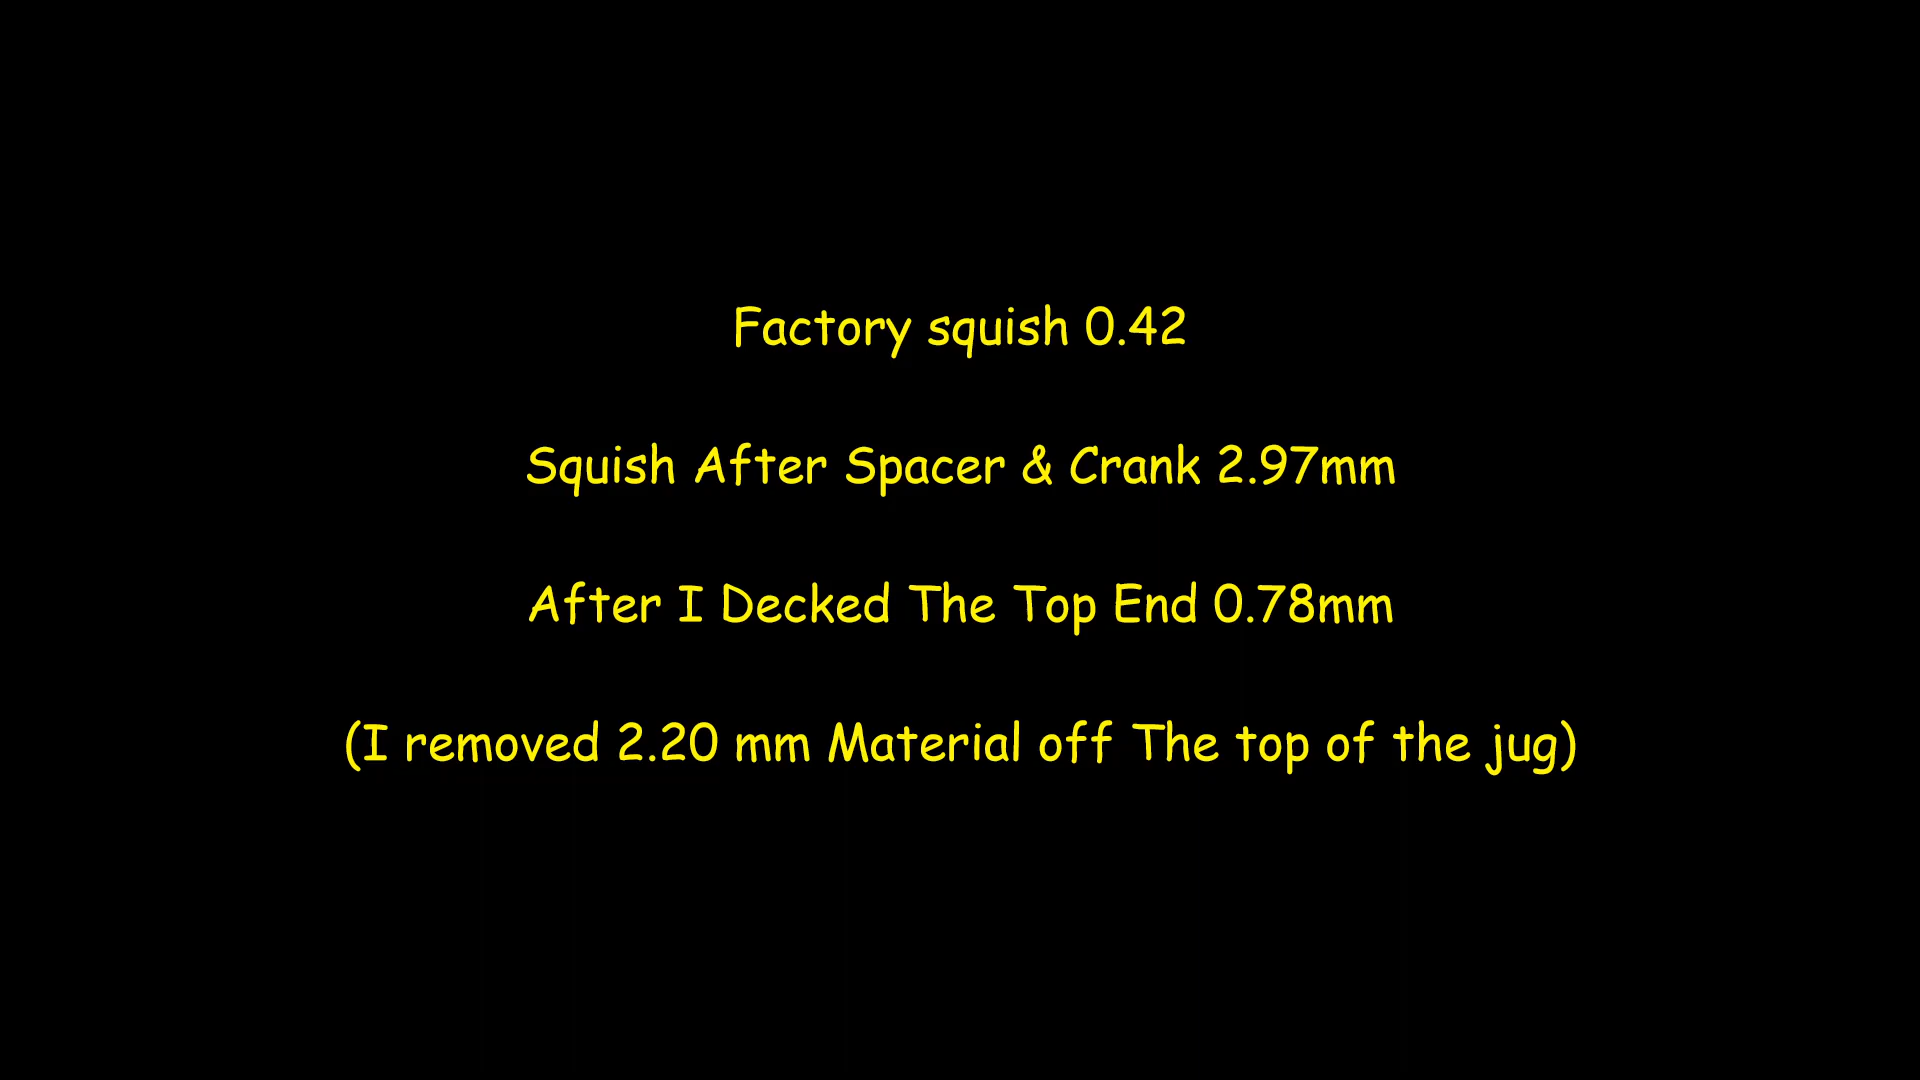 Factory squish 0.42
Squish After Spacer & Crank 2.97mm
After I Decked The Top End 0.78mm
(I removed 2.20 mm Material off The top of the jug)